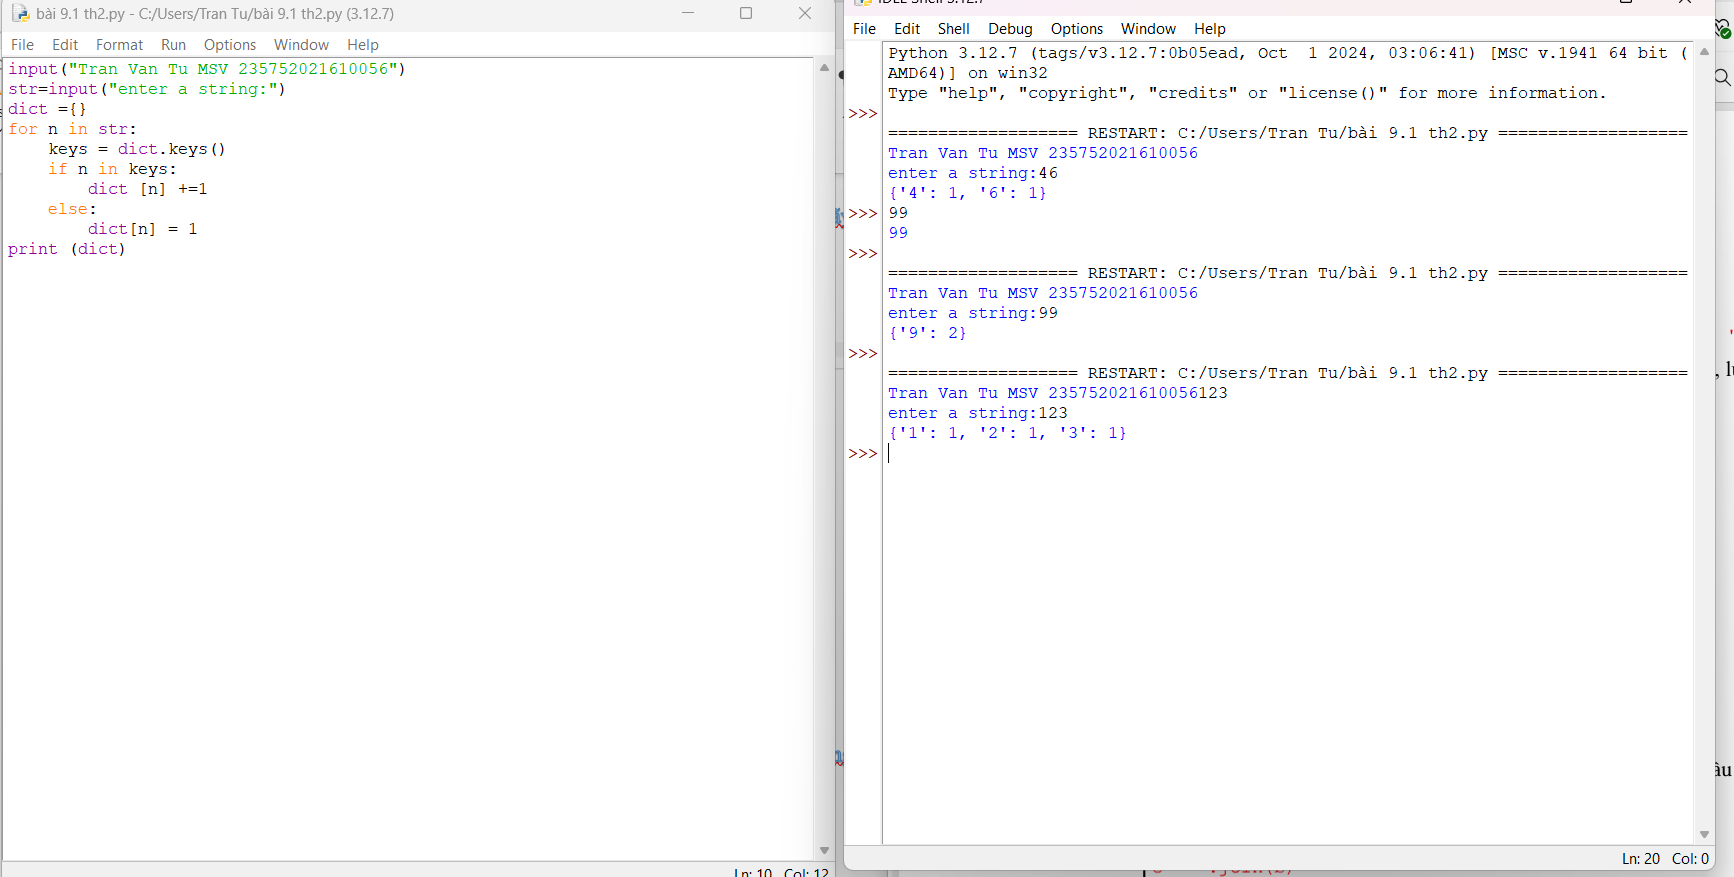 bài 9.1 th2.py - C:/Users/Tran Tu/bài 9.1 th2.py (3.12.7)
File Edit Format Run Options Window Help
input("Tran Van Tu MSV 235752021610056")
str=input("enter a string:")
dict ={}
for n in str:
    keys = dict.keys()
    if n in keys:
        dict [n] +=1
    else:
        dict[n] = 1
print (dict)
Ln: 10 Col: 12
IDLE Shell 3.12.7
File Edit Shell Debug Options Window Help
Python 3.12.7 (tags/v3.12.7:0b05ead, Oct  1 2024, 03:06:41) [MSC v.1941 64 bit (
AMD64)] on win32
Type "help", "copyright", "credits" or "license()" for more information.
>>>
=================== RESTART: C:/Users/Tran Tu/bài 9.1 th2.py ===================
Tran Van Tu MSV 235752021610056
enter a string:46
{'4': 1, '6': 1}
>>> 99
99
>>>
=================== RESTART: C:/Users/Tran Tu/bài 9.1 th2.py ===================
Tran Van Tu MSV 235752021610056
enter a string:99
{'9': 2}
>>>
=================== RESTART: C:/Users/Tran Tu/bài 9.1 th2.py ===================
Tran Van Tu MSV 235752021610056123
enter a string:123
{'1': 1, '2': 1, '3': 1}
>>>
Ln: 20 Col: 0